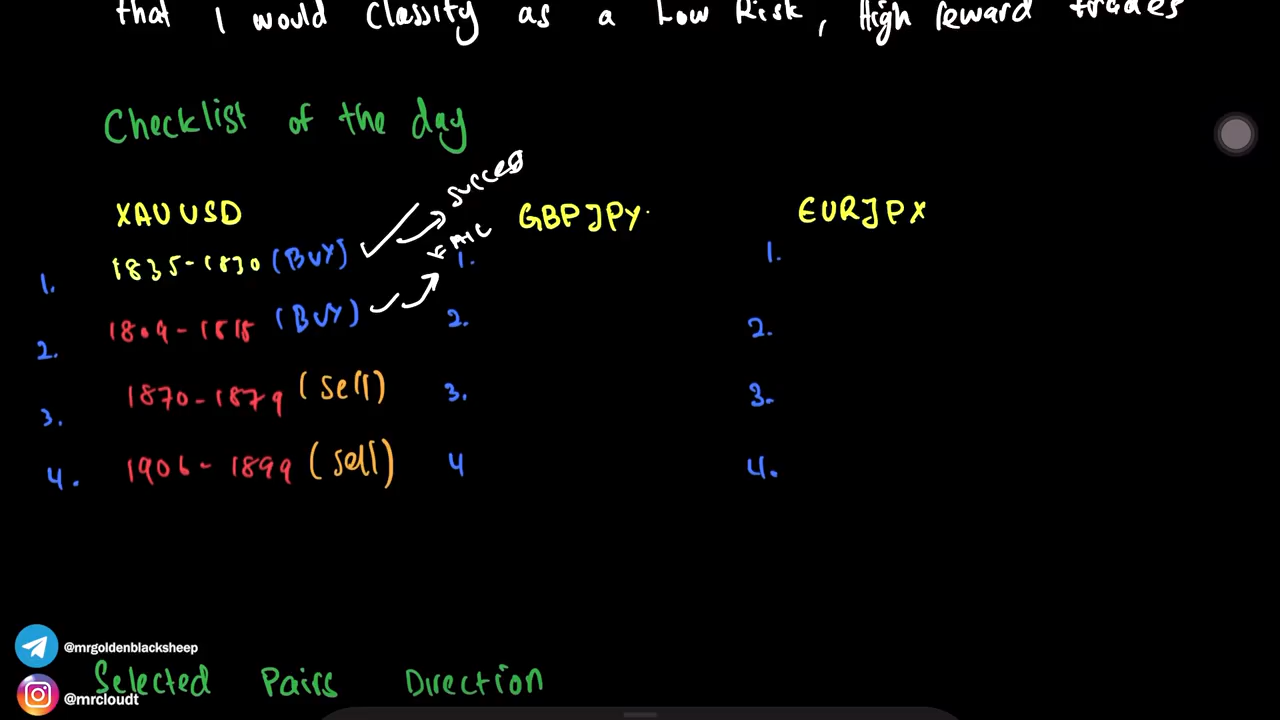 that I would Classify as a Low Risk, High reward trades
Checklist of the day
XAUUSD
1. 1835-1830 (BUY) success
2. 1809-1818 (BUY)
3. 1870-1879 (Sell)
4. 1906-1899 (Sell)
GBPJPY
1.
2.
3.
4
EURJPY
1.
2.
3.
4.
@mrgoldenblacksheep
Selected Pairs Direction
@mrcloudt